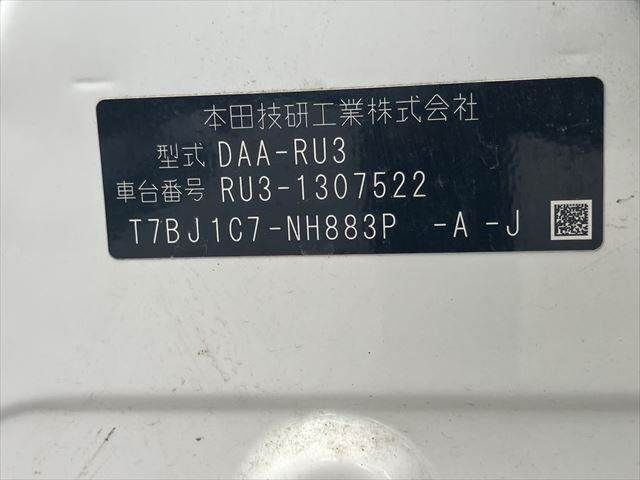 本田技研工業株式会社
型式 DAA-RU3
車台番号 RU3-1307522
T7BJ1C7-NH883P -A -J